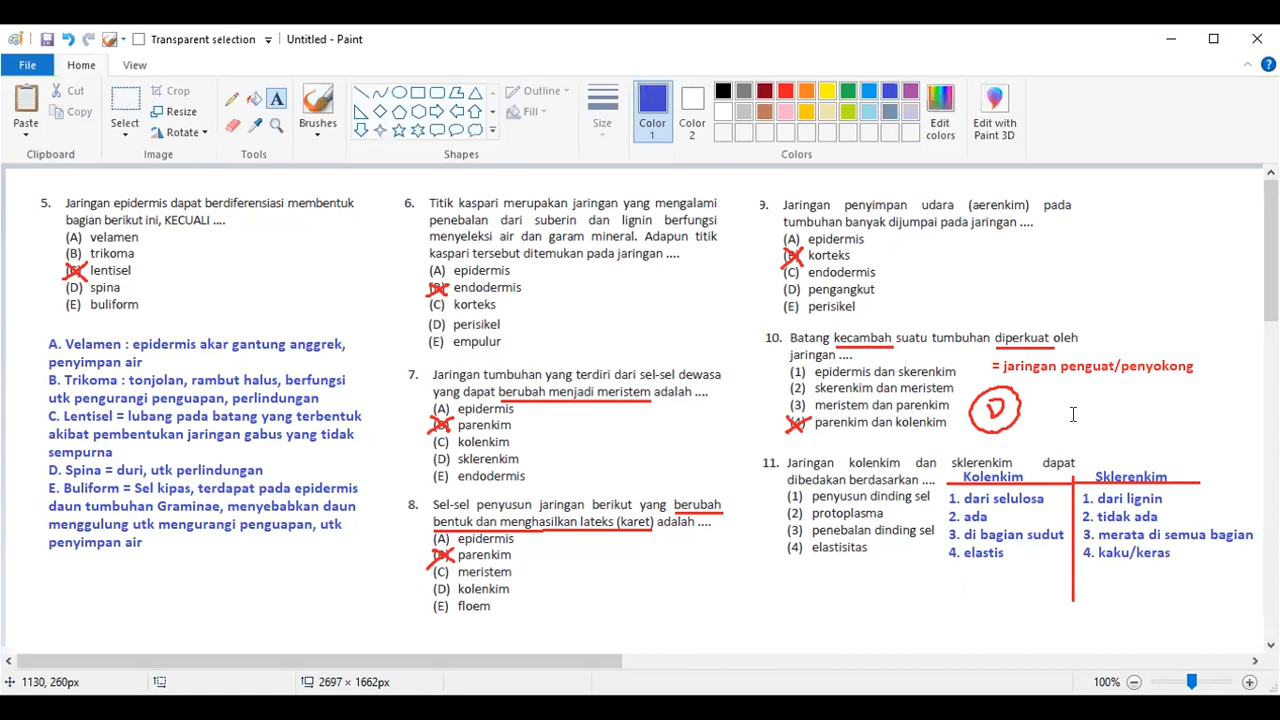 Transparent selection
Untitled - Paint
File
Home
View
Paste
Cut
Copy
Clipboard
Select
Crop
Resize
Rotate
Image
Tools
Brushes
Shapes
Outline
Fill
Size
Color
1
Color
2
Colors
Edit
colors
Edit with
Paint 3D
5. Jaringan epidermis dapat berdiferensiasi membentuk
bagian berikut ini, KECUALI ....
(A) velamen
(B) trikoma
(C) lentisel
(D) spina
(E) buliform
A. Velamen : epidermis akar gantung anggrek,
penyimpan air
B. Trikoma : tonjolan, rambut halus, berfungsi
utk pengurangi penguapan, perlindungan
C. Lentisel = lubang pada batang yang terbentuk
akibat pembentukan jaringan gabus yang tidak
sempurna
D. Spina = duri, utk perlindungan
E. Buliform = Sel kipas, terdapat pada epidermis
daun tumbuhan Graminae, menyebabkan daun
menggulung utk mengurangi penguapan, utk
penyimpan air
6. Titik kaspari merupakan jaringan yang mengalami
penebalan dari suberin dan lignin berfungsi
menyeleksi air dan garam mineral. Adapun titik
kaspari tersebut ditemukan pada jaringan ....
(A) epidermis
(B) endodermis
(C) korteks
(D) perisikel
(E) empulur
7. Jaringan tumbuhan yang terdiri dari sel-sel dewasa
yang dapat berubah menjadi meristem adalah ....
(A) epidermis
(B) parenkim
(C) kolenkim
(D) sklerenkim
(E) endodermis
8. Sel-sel penyusun jaringan berikut yang berubah
bentuk dan menghasilkan lateks (karet) adalah ....
(A) epidermis
(B) parenkim
(C) meristem
(D) kolenkim
(E) floem
9. Jaringan penyimpan udara (aerenkim) pada
tumbuhan banyak dijumpai pada jaringan ....
(A) epidermis
(B) korteks
(C) endodermis
(D) pengangkut
(E) perisikel
10. Batang kecambah suatu tumbuhan diperkuat oleh
jaringan ....
= jaringan penguat/penyokong
(1) epidermis dan skerenkim
(2) skerenkim dan meristem
(3) meristem dan parenkim
(4) parenkim dan kolenkim
D
11. Jaringan kolenkim dan sklerenkim dapat
dibedakan berdasarkan ....
(1) penyusun dinding sel
(2) protoplasma
(3) penebalan dinding sel
(4) elastisitas
Kolenkim
1. dari selulosa
2. ada
3. di bagian sudut
4. elastis
Sklerenkim
1. dari lignin
2. tidak ada
3. merata di semua bagian
4. kaku/keras
1130, 260px
2697 × 1662px
100%